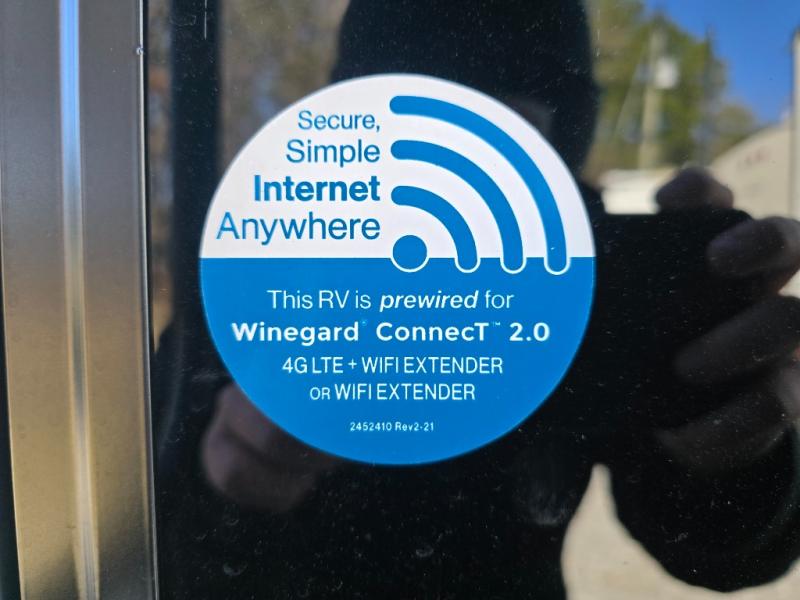 Secure,
Simple
Internet
Anywhere
This RV is prewired for
Winegard® ConnecT™ 2.0
4G LTE + WIFI EXTENDER
OR WIFI EXTENDER
2452410 Rev2-21